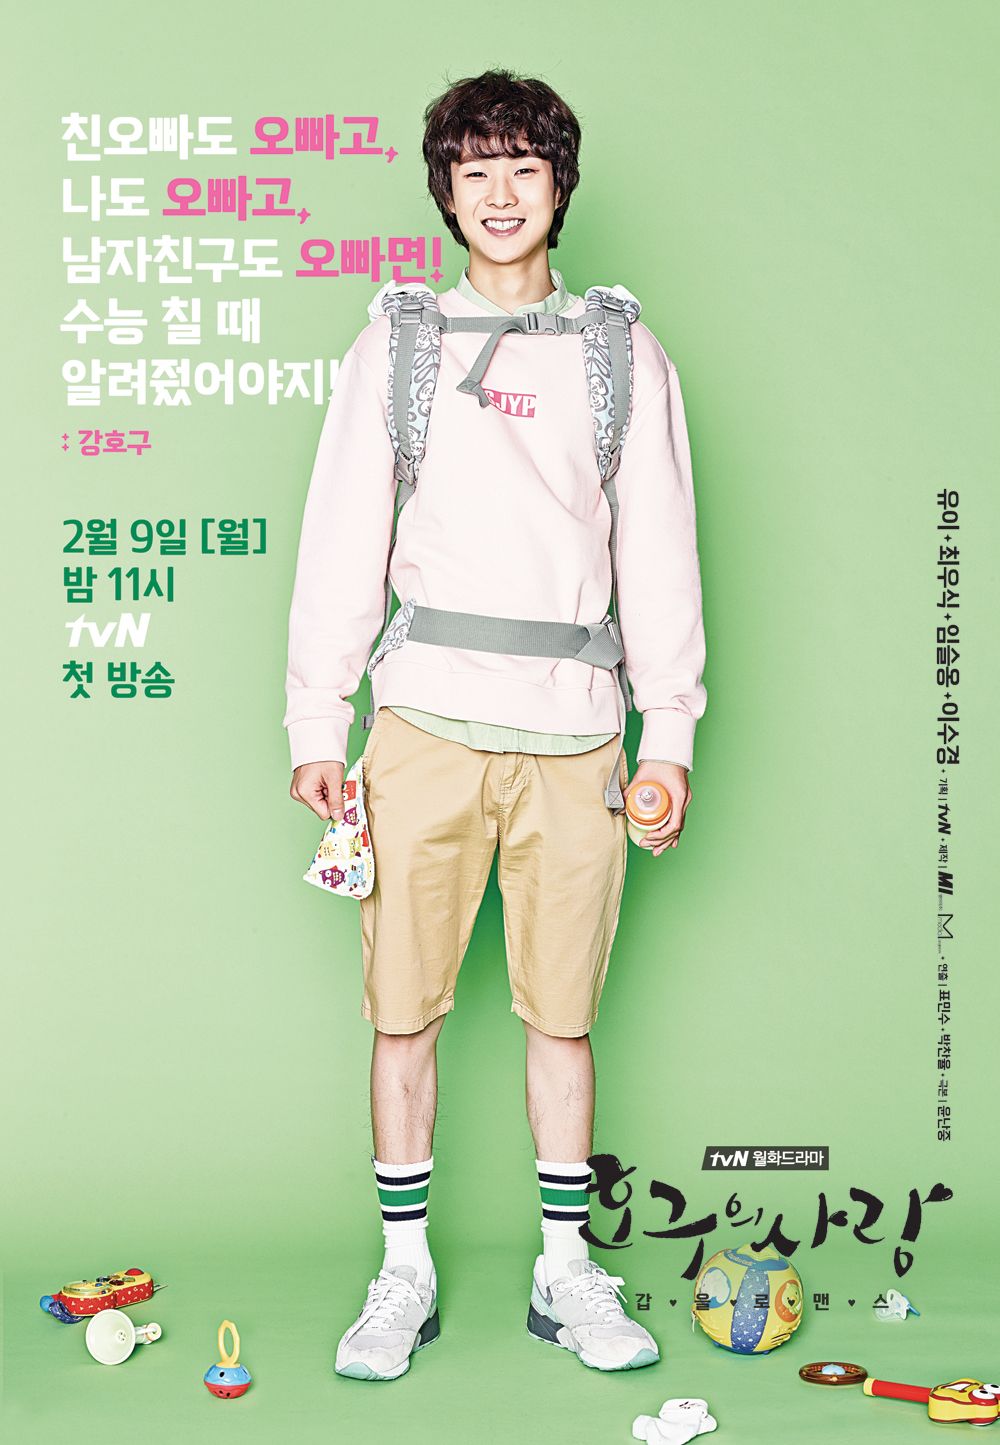 친오빠도 오빠고,
나도 오빠고,
남자친구도 오빠면!
수능 칠 때
알려줬어야지!
: 강호구
2월 9일 [월]
밤 11시
tvN
첫 방송
SJYP
유이 + 최우식 + 임슬옹 + 이수경 + 기획 | tvN + 제작 | MI M + 연출 | 표민수 + 박찬율 + 극본 | 윤난중
tvN 월화드라마
호구의 사랑
갑♥을♥로♥맨♥스